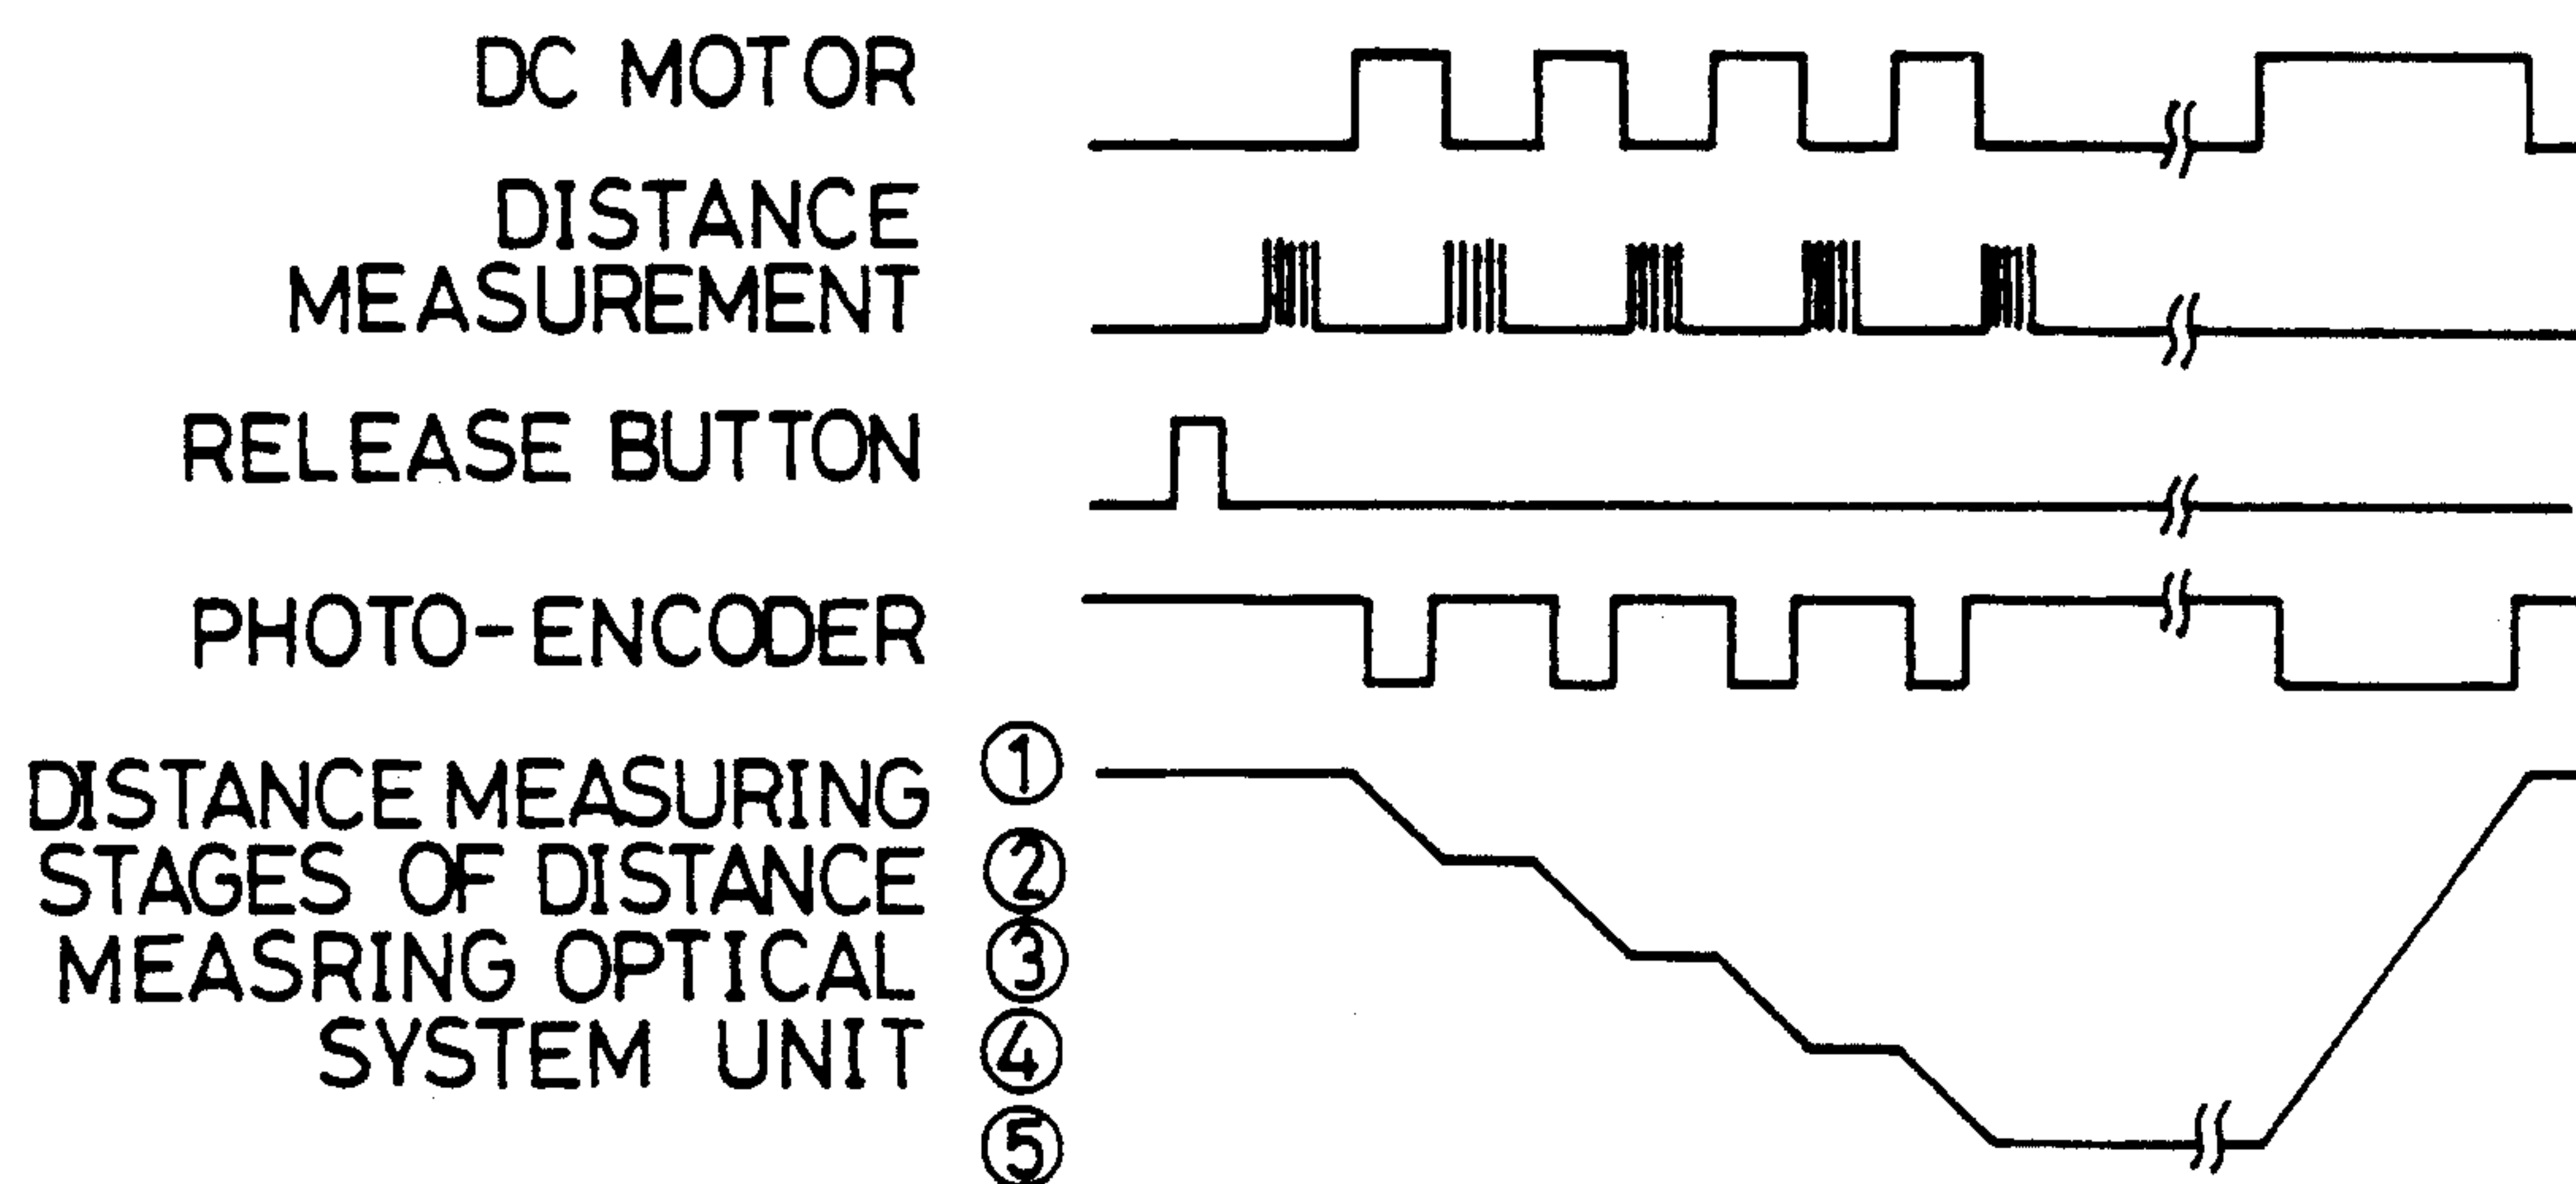 DC MOTOR
DISTANCE
MEASUREMENT
RELEASE BUTTON
PHOTO-ENCODER
DISTANCE MEASURING
STAGES OF DISTANCE
MEASRING OPTICAL
SYSTEM UNIT
①
②
③
④
⑤